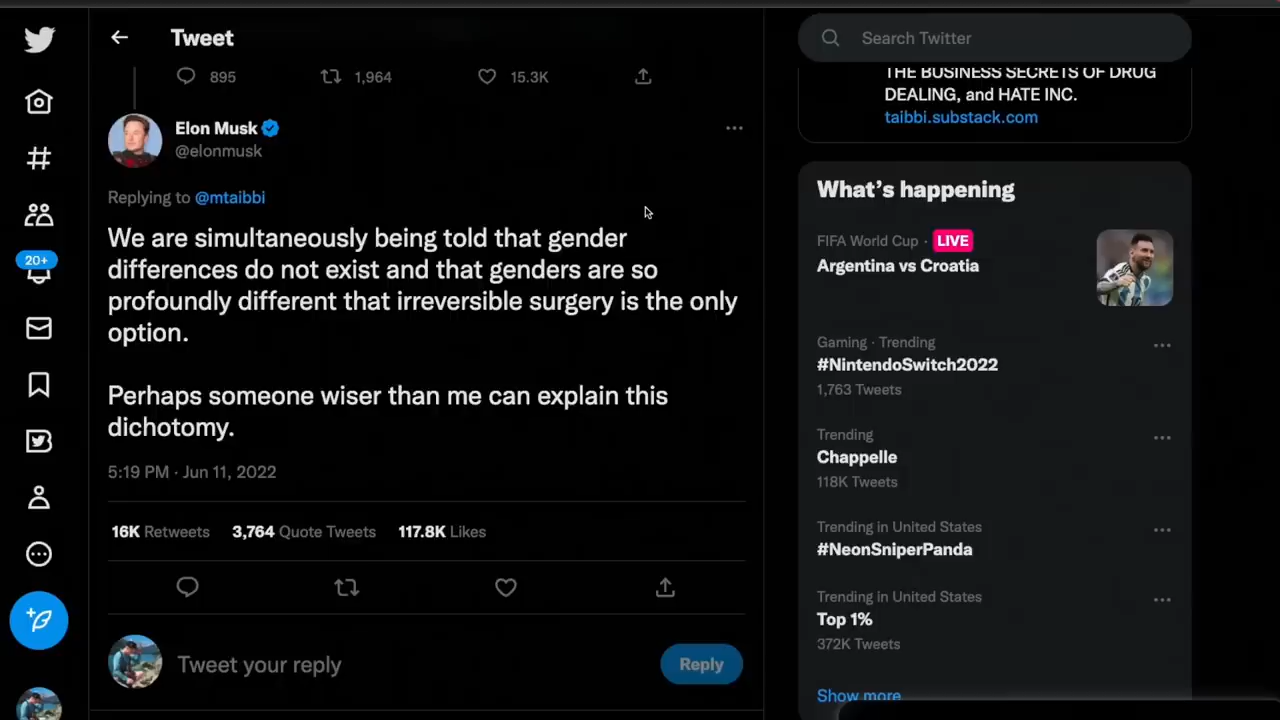 Tweet
Search Twitter
895 1,964 15.3K
THE BUSINESS SECRETS OF DRUG
DEALING, and HATE INC.
taibbi.substack.com
Elon Musk
@elonmusk
Replying to @mtaibbi
We are simultaneously being told that gender
differences do not exist and that genders are so
profoundly different that irreversible surgery is the only
option.
Perhaps someone wiser than me can explain this
dichotomy.
5:19 PM · Jun 11, 2022
16K Retweets 3,764 Quote Tweets 117.8K Likes
Tweet your reply
Reply
20+
What's happening
FIFA World Cup · LIVE
Argentina vs Croatia
Gaming · Trending
#NintendoSwitch2022
1,763 Tweets
Trending
Chappelle
118K Tweets
Trending in United States
#NeonSniperPanda
Trending in United States
Top 1%
372K Tweets
Show more